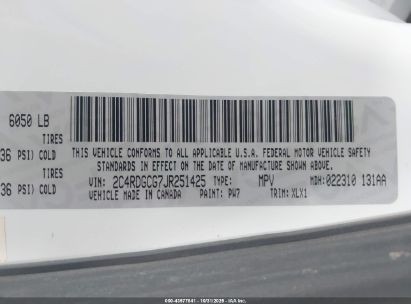 6050 LB
TIRES
36 PSI) COLD
TIRES
36 PSI) COLD
THIS VEHICLE CONFORMS TO ALL APPLICABLE U.S.A. FEDERAL MOTOR VEHICLE SAFETY
STANDARDS IN EFFECT ON THE DATE OF MANUFACTURE SHOWN ABOVE.
VIN: 2C4RDGCG7JR251425 TYPE: MPV MDH: 022310 131AA
VEHICLE MADE IN CANADA PAINT: PW7 TRIM: XLX1